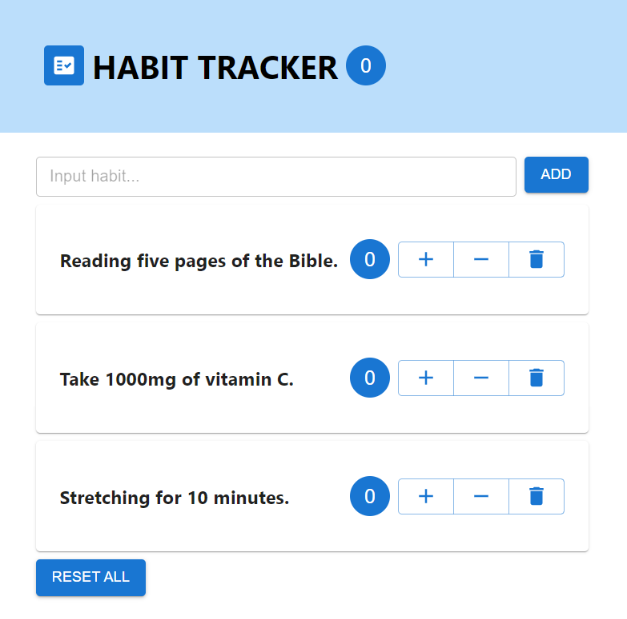 HABIT TRACKER 0
Input habit...
ADD
Reading five pages of the Bible. 0
Take 1000mg of vitamin C. 0
Stretching for 10 minutes. 0
RESET ALL